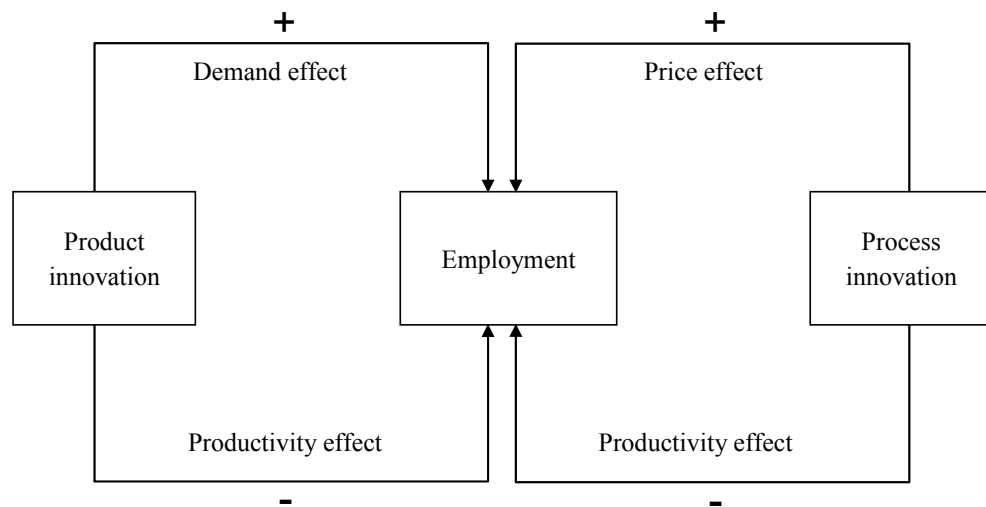 +
+
Demand effect
Price effect
Product
innovation
Employment
Process
innovation
Productivity effect
Productivity effect
-
-